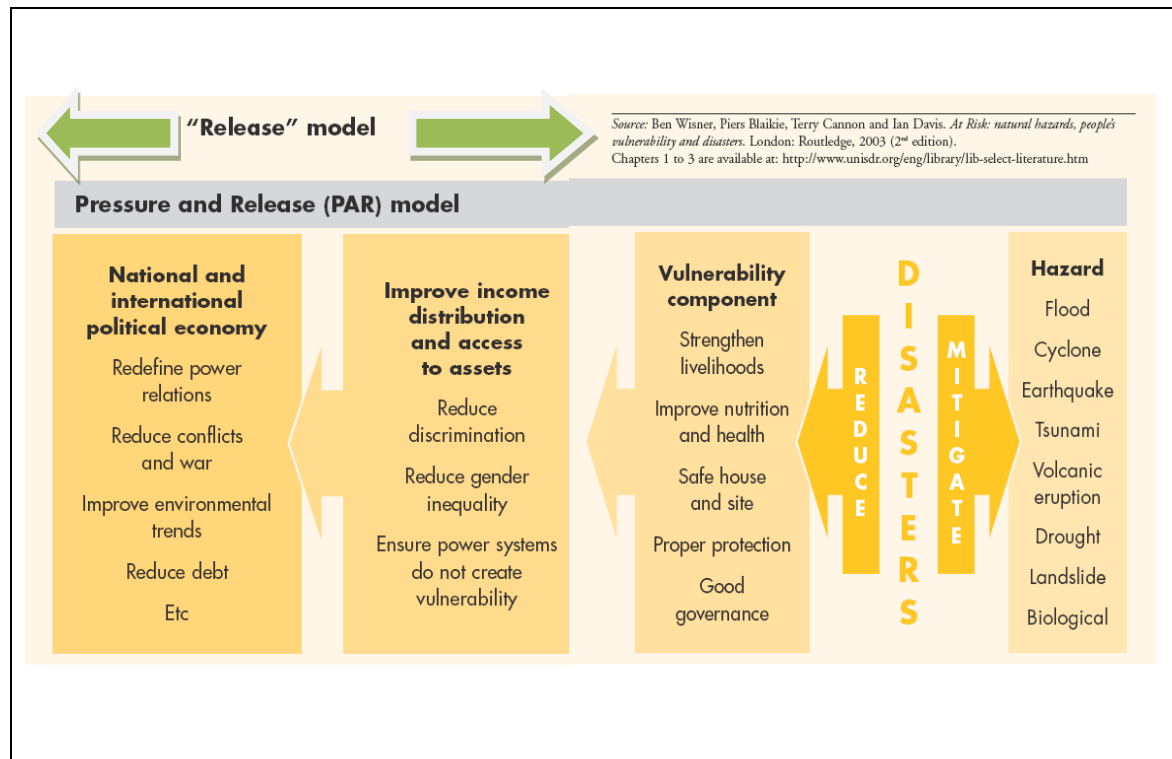 “Release” model
Source: Ben Wisner, Piers Blaikie, Terry Cannon and Ian Davis. At Risk: natural hazards, people’s
vulnerability and disasters. London: Routledge, 2003 (2nd edition).
Chapters 1 to 3 are available at: http://www.unisdr.org/eng/library/lib-select-literature.htm
Pressure and Release (PAR) model
National and
international
political economy
Redefine power
relations
Reduce conflicts
and war
Improve environmental
trends
Reduce debt
Etc
Improve income
distribution
and access
to assets
Reduce
discrimination
Reduce gender
inequality
Ensure power systems
do not create
vulnerability
Vulnerability
component
Strengthen
livelihoods
Improve nutrition
and health
Safe house
and site
Proper protection
Good
governance
REDUCE
DISASTERS
MITIGATE
Hazard
Flood
Cyclone
Earthquake
Tsunami
Volcanic
eruption
Drought
Landslide
Biological